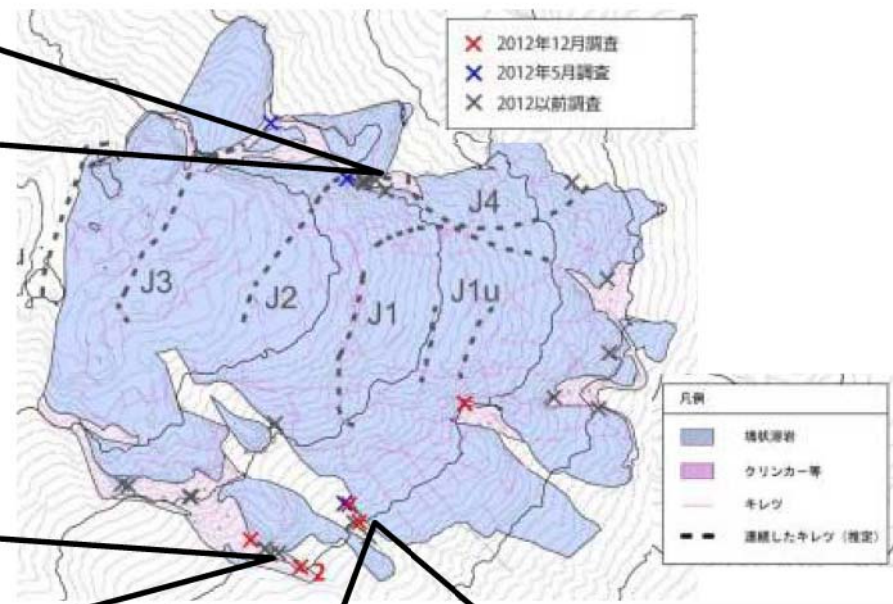 2012年12月調査
2012年5月調査
2012以前調査
J4
J3
J2
J1
J1u
2
凡例
塊状溶岩
クリンカー等
キレツ
連続したキレツ（推定）